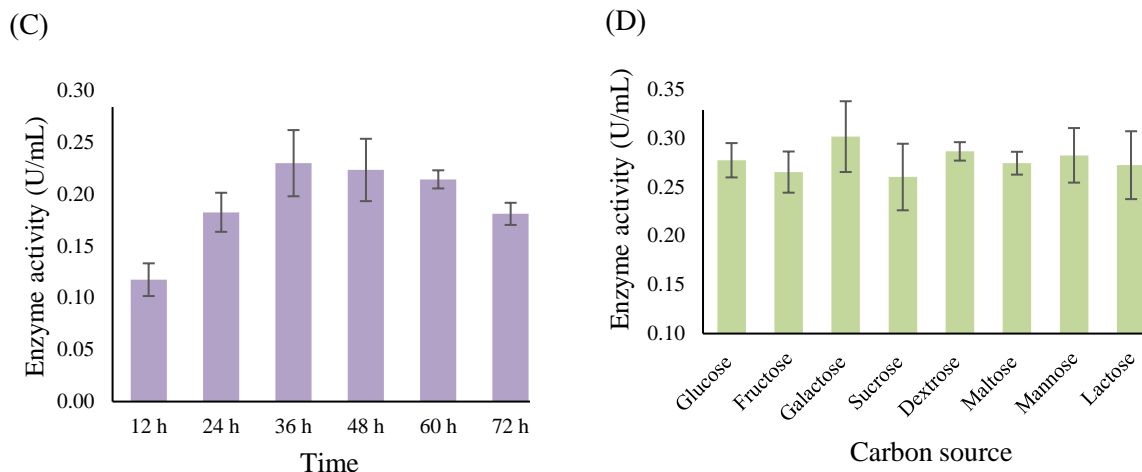 (C)
Enzyme activity (U/mL)
0.30
0.25
0.20
0.15
0.10
0.05
0.00
12 h 24 h 36 h 48 h 60 h 72 h
Time
(D)
Enzyme activity (U/mL)
0.35
0.30
0.25
0.20
0.15
0.10
Glucose
Fructose
Galactose
Sucrose
Dextrose
Maltose
Mannose
Lactose
Carbon source